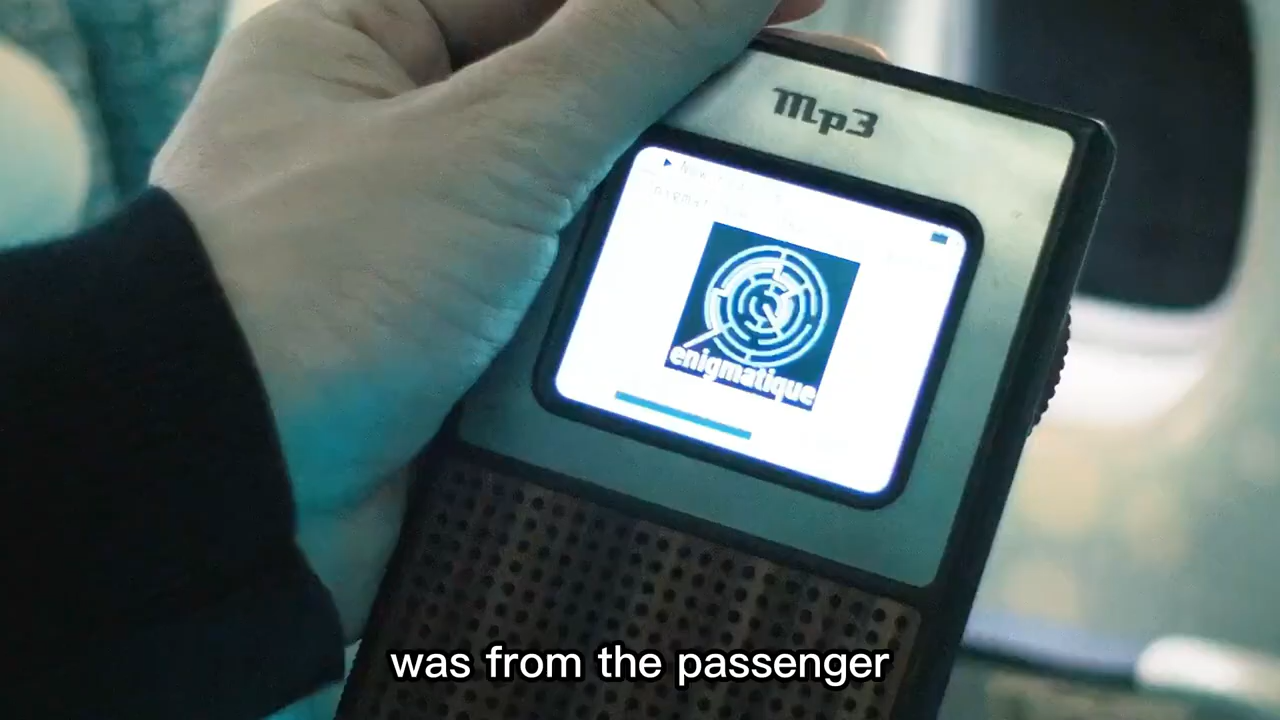 mp3
enigmatique
was from the passenger